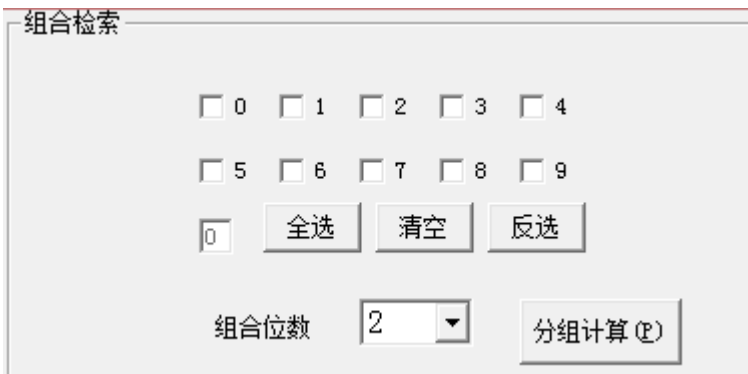 组合检索
0 1 2 3 4
5 6 7 8 9
0 全选 清空 反选
组合位数 2 分组计算(P)